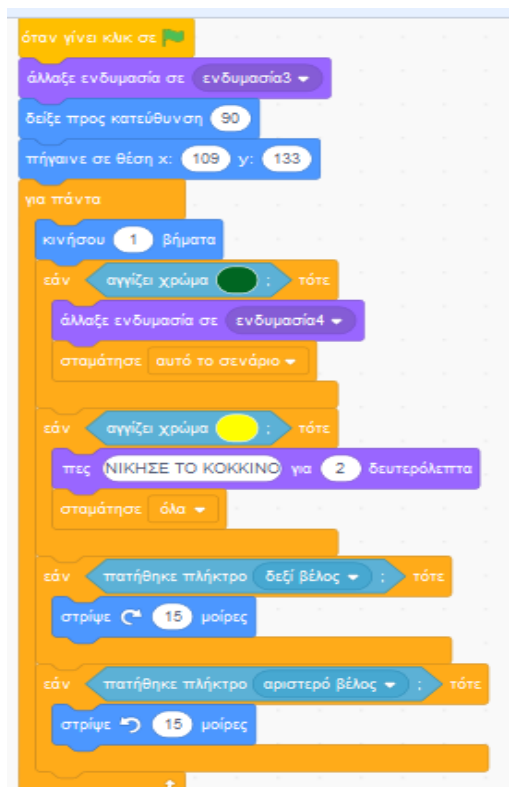 όταν γίνει κλικ σε
άλλαξε ενδυμασία σε ενδυμασία3
δείξε προς κατεύθυνση 90
πήγαινε σε θέση x: 109 y: 133
για πάντα
κινήσου 1 βήματα
εάν αγγίζει χρώμα ; τότε
άλλαξε ενδυμασία σε ενδυμασία4
σταμάτησε αυτό το σενάριο
εάν αγγίζει χρώμα ; τότε
πες ΝΙΚΗΣΕ ΤΟ ΚΟΚΚΙΝΟ για 2 δευτερόλεπτα
σταμάτησε όλα
εάν πατήθηκε πλήκτρο δεξί βέλος ; τότε
στρίψε 15 μοίρες
εάν πατήθηκε πλήκτρο αριστερό βέλος ; τότε
στρίψε 15 μοίρες